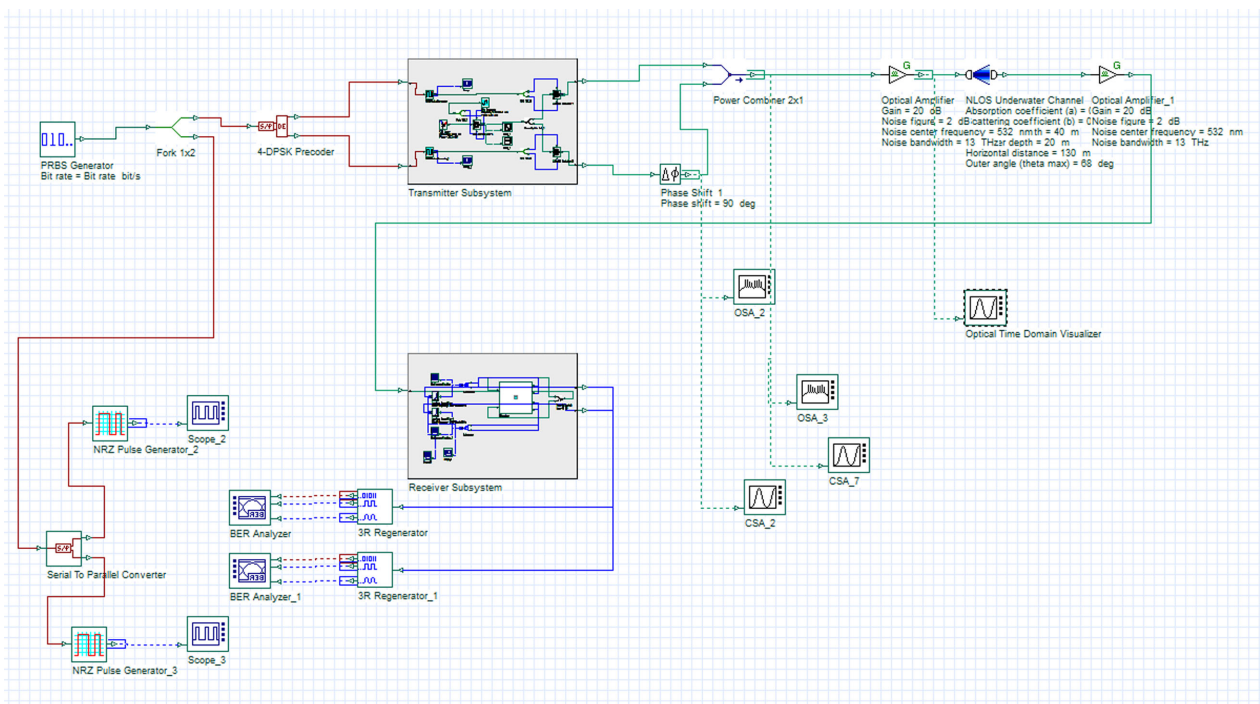 010..
PRBS Generator
Bit rate = Bit rate bit/s
Fork 1x2
S/P
DE
4-DPSK Precoder
Transmitter Subsystem
Phase Shift 1
Phase shift = 90 deg
Power Combiner 2x1
G
Optical Amplifier
Gain = 20 dB
Noise figure = 2 dB
Noise center frequency = 532 nm
Noise bandwidth = 13 THz
NLOS Underwater Channel
Absorption coefficient (a) =
Scattering coefficient (b) =
th = 40 m
depth = 20 m
Horizontal distance = 130 m
Outer angle (theta max) = 68 deg
G
Optical Amplifier_1
Gain = 20 dB
Noise figure = 2 dB
Noise center frequency = 532 nm
Noise bandwidth = 13 THz
OSA_2
Optical Time Domain Visualizer
OSA_3
CSA_7
CSA_2
Receiver Subsystem
NRZ Pulse Generator_2
Scope_2
BER Analyzer
3R Regenerator
BER Analyzer_1
3R Regenerator_1
S/P
Serial To Parallel Converter
NRZ Pulse Generator_3
Scope_3